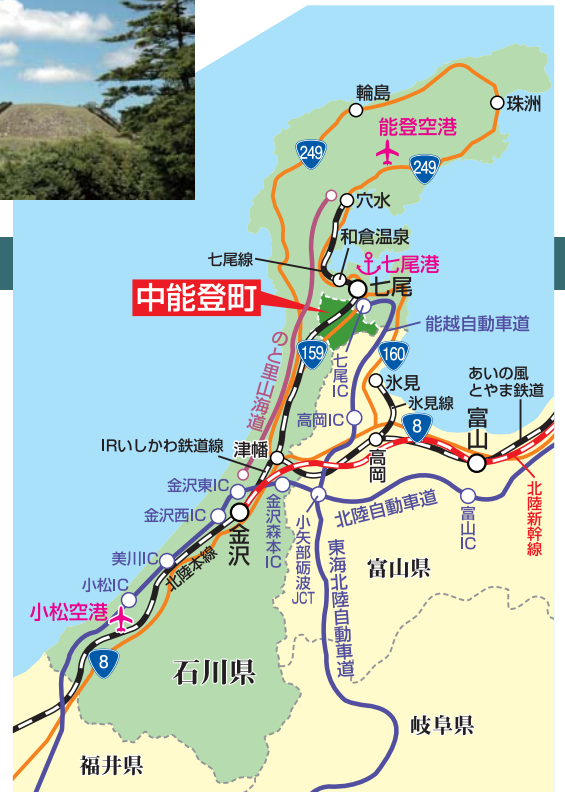 輪島
珠洲
能登空港
249
249
穴水
和倉温泉
七尾線
七尾港
七尾
中能登町
能越自動車道
のと里山海道
159
160
七尾IC
氷見
氷見線
あいの風
とやま鉄道
高岡IC
8
富山
IRいしかわ鉄道線
津幡
高岡
金沢東IC
金沢西IC
金沢
金沢森本IC
小矢部砺波JCT
北陸自動車道
富山IC
北陸新幹線
美川IC
北陸本線
東海北陸自動車道
富山県
小松IC
小松空港
8
石川県
岐阜県
福井県